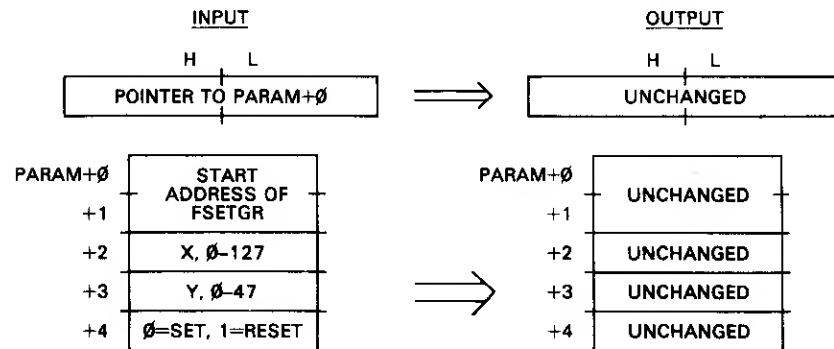 INPUT
OUTPUT
H L
H L
POINTER TO PARAM+Ø
UNCHANGED
PARAM+Ø
START
ADDRESS OF
FSETGR
+1
+2
X, Ø–127
+3
Y, Ø–47
+4
Ø=SET, 1=RESET
PARAM+Ø
UNCHANGED
+1
+2
UNCHANGED
+3
UNCHANGED
+4
UNCHANGED